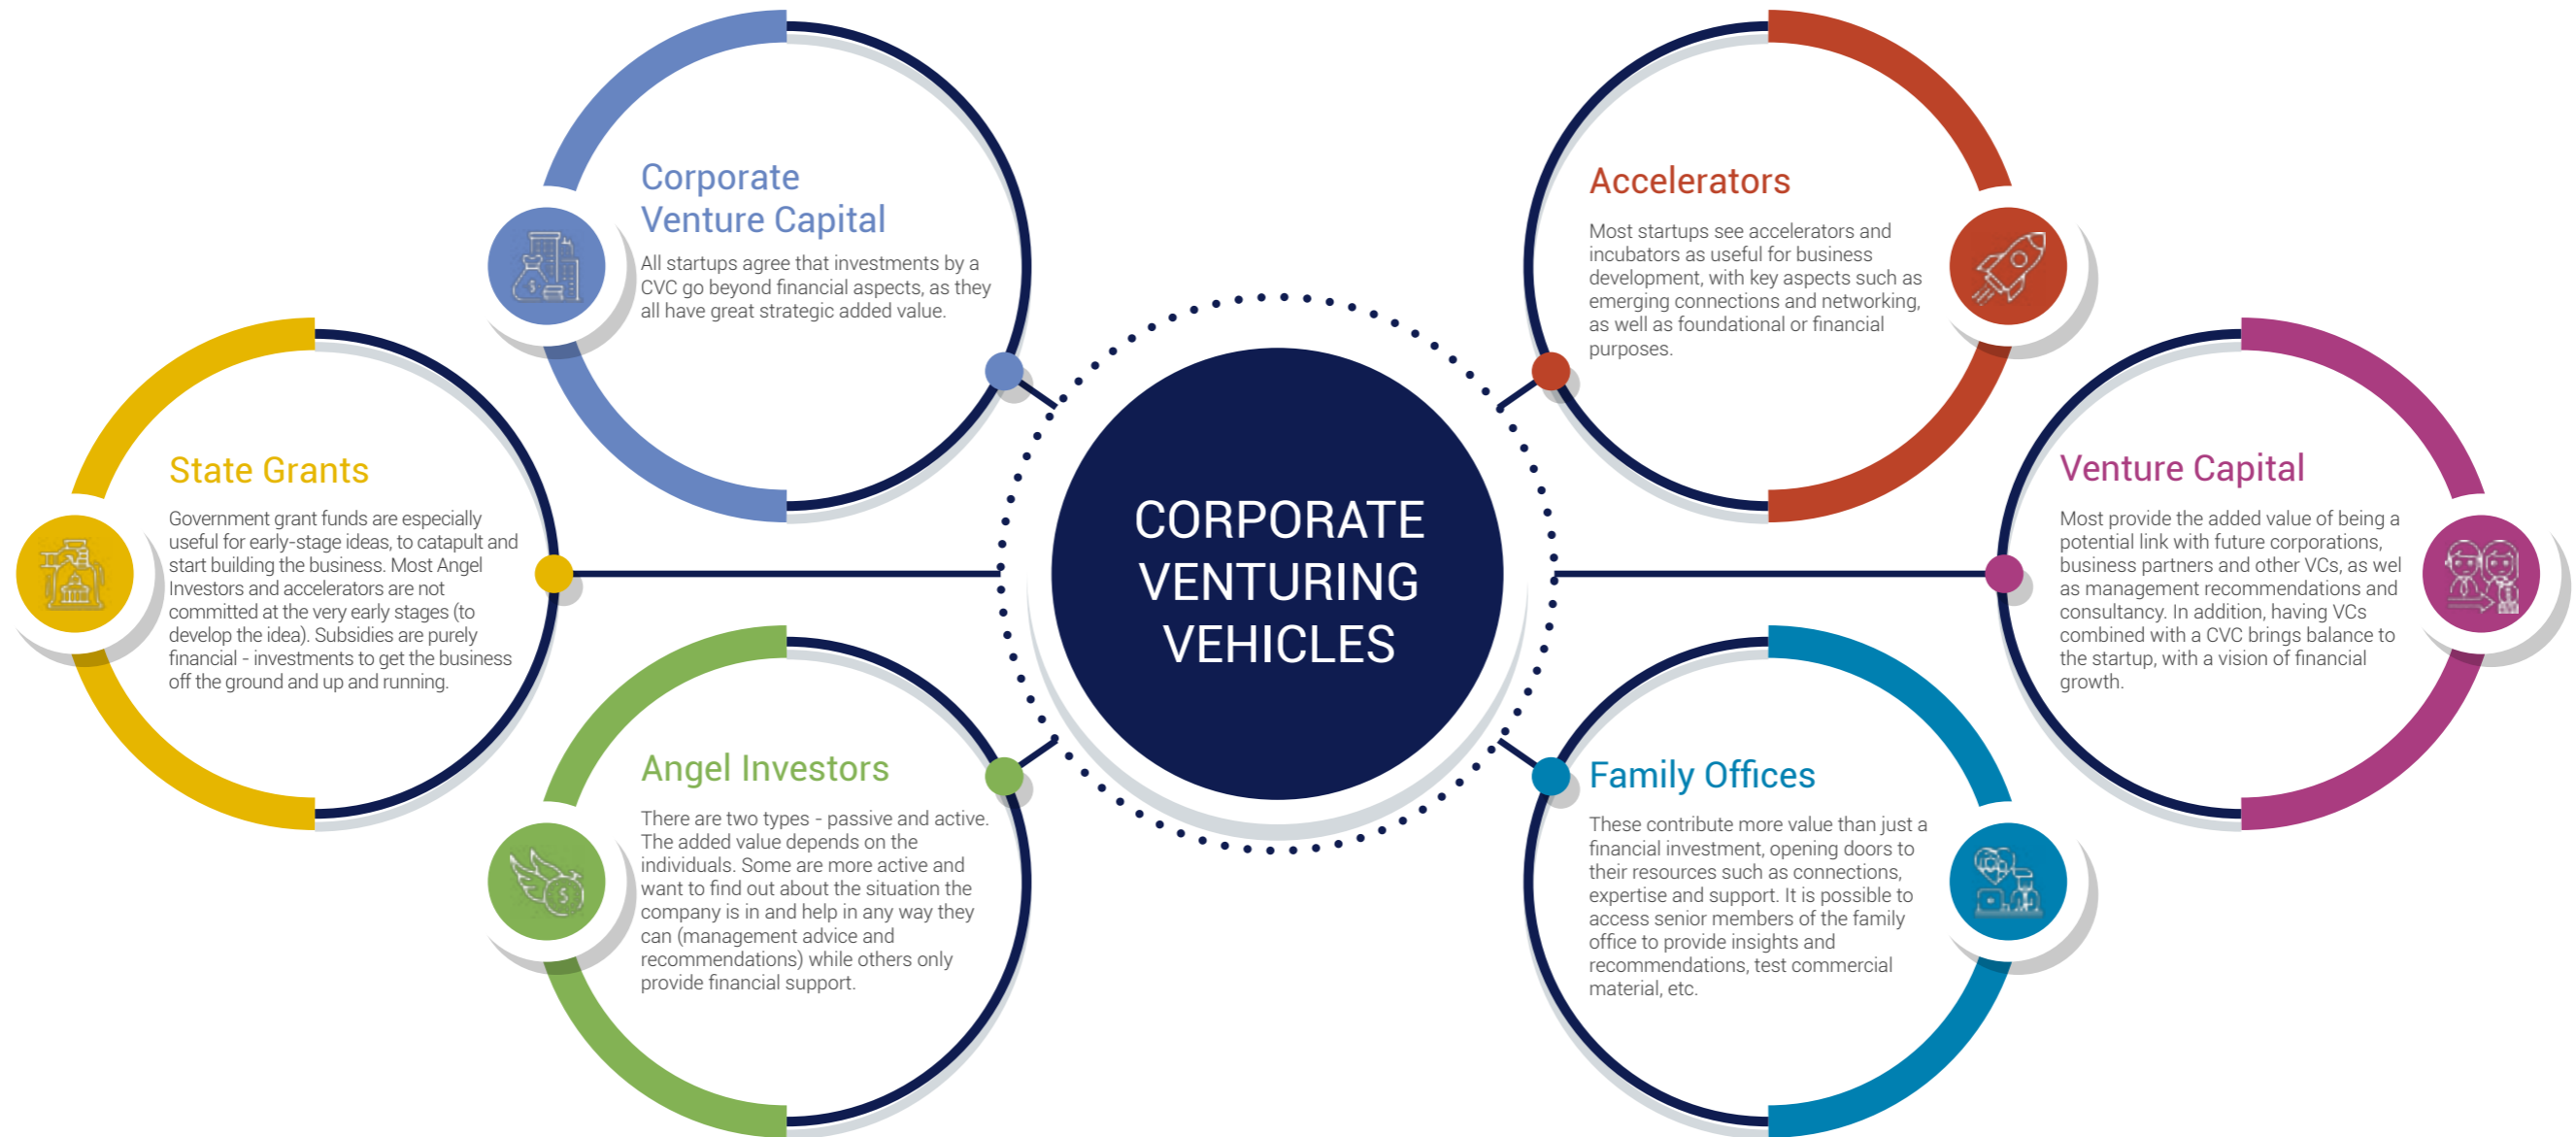 Corporate
Venture Capital
All startups agree that investments by a
CVC go beyond financial aspects, as they
all have great strategic added value.
Accelerators
Most startups see accelerators and
incubators as useful for business
development, with key aspects such as
emerging connections and networking,
as well as foundational or financial
purposes.
State Grants
Government grant funds are especially
useful for early-stage ideas, to catapult and
start building the business. Most Angel
Investors and accelerators are not
committed at the very early stages (to
develop the idea). Subsidies are purely
financial - investments to get the business
off the ground and up and running.
CORPORATE
VENTURING
VEHICLES
Venture Capital
Most provide the added value of being a
potential link with future corporations,
business partners and other VCs, as well
as management recommendations and
consultancy. In addition, having VCs
combined with a CVC brings balance to
the startup, with a vision of financial
growth.
Angel Investors
There are two types - passive and active.
The added value depends on the
individuals. Some are more active and
want to find out about the situation the
company is in and help in any way they
can (management advice and
recommendations) while others only
provide financial support.
Family Offices
These contribute more value than just a
financial investment, opening doors to
their resources such as connections,
expertise and support. It is possible to
access senior members of the family
office to provide insights and
recommendations, test commercial
material, etc.